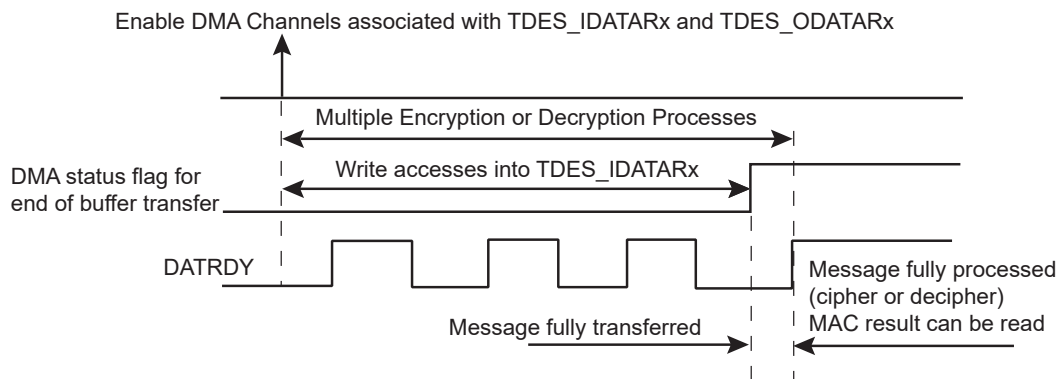 Enable DMA Channels associated with TDES_IDATARx and TDES_ODATARx
Multiple Encryption or Decryption Processes
Write accesses into TDES_IDATARx
DMA status flag for
end of buffer transfer
DATRDY
Message fully processed
(cipher or decipher)
MAC result can be read
Message fully transferred